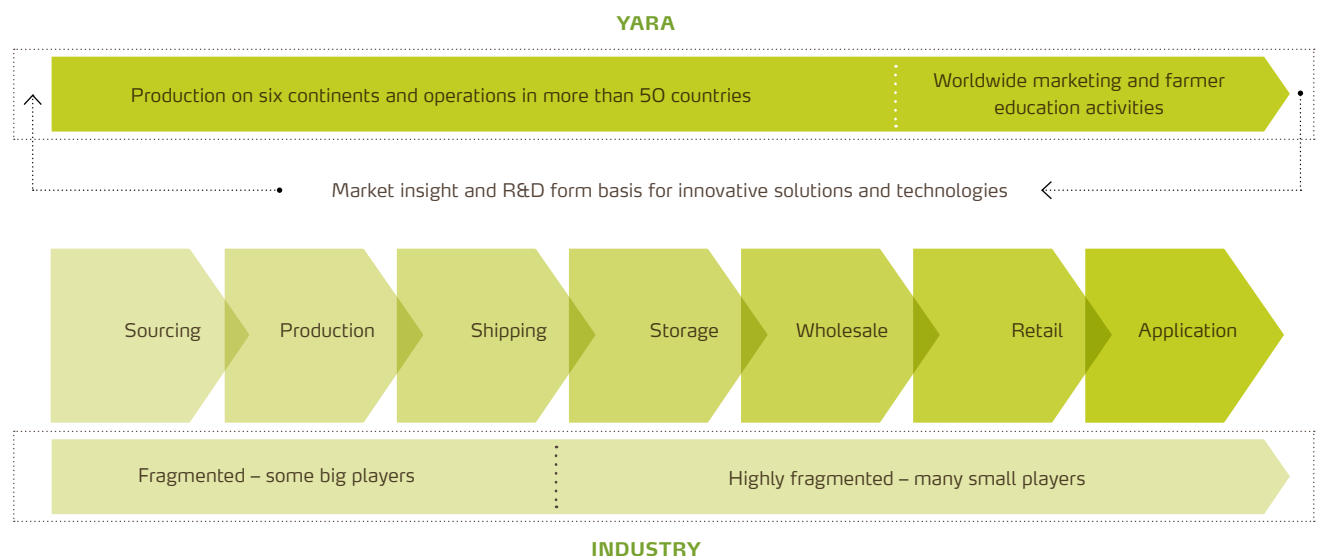 YARA
Production on six continents and operations in more than 50 countries
Worldwide marketing and farmer
education activities
Market insight and R&D form basis for innovative solutions and technologies
Sourcing
Production
Shipping
Storage
Wholesale
Retail
Application
Fragmented – some big players
Highly fragmented – many small players
INDUSTRY